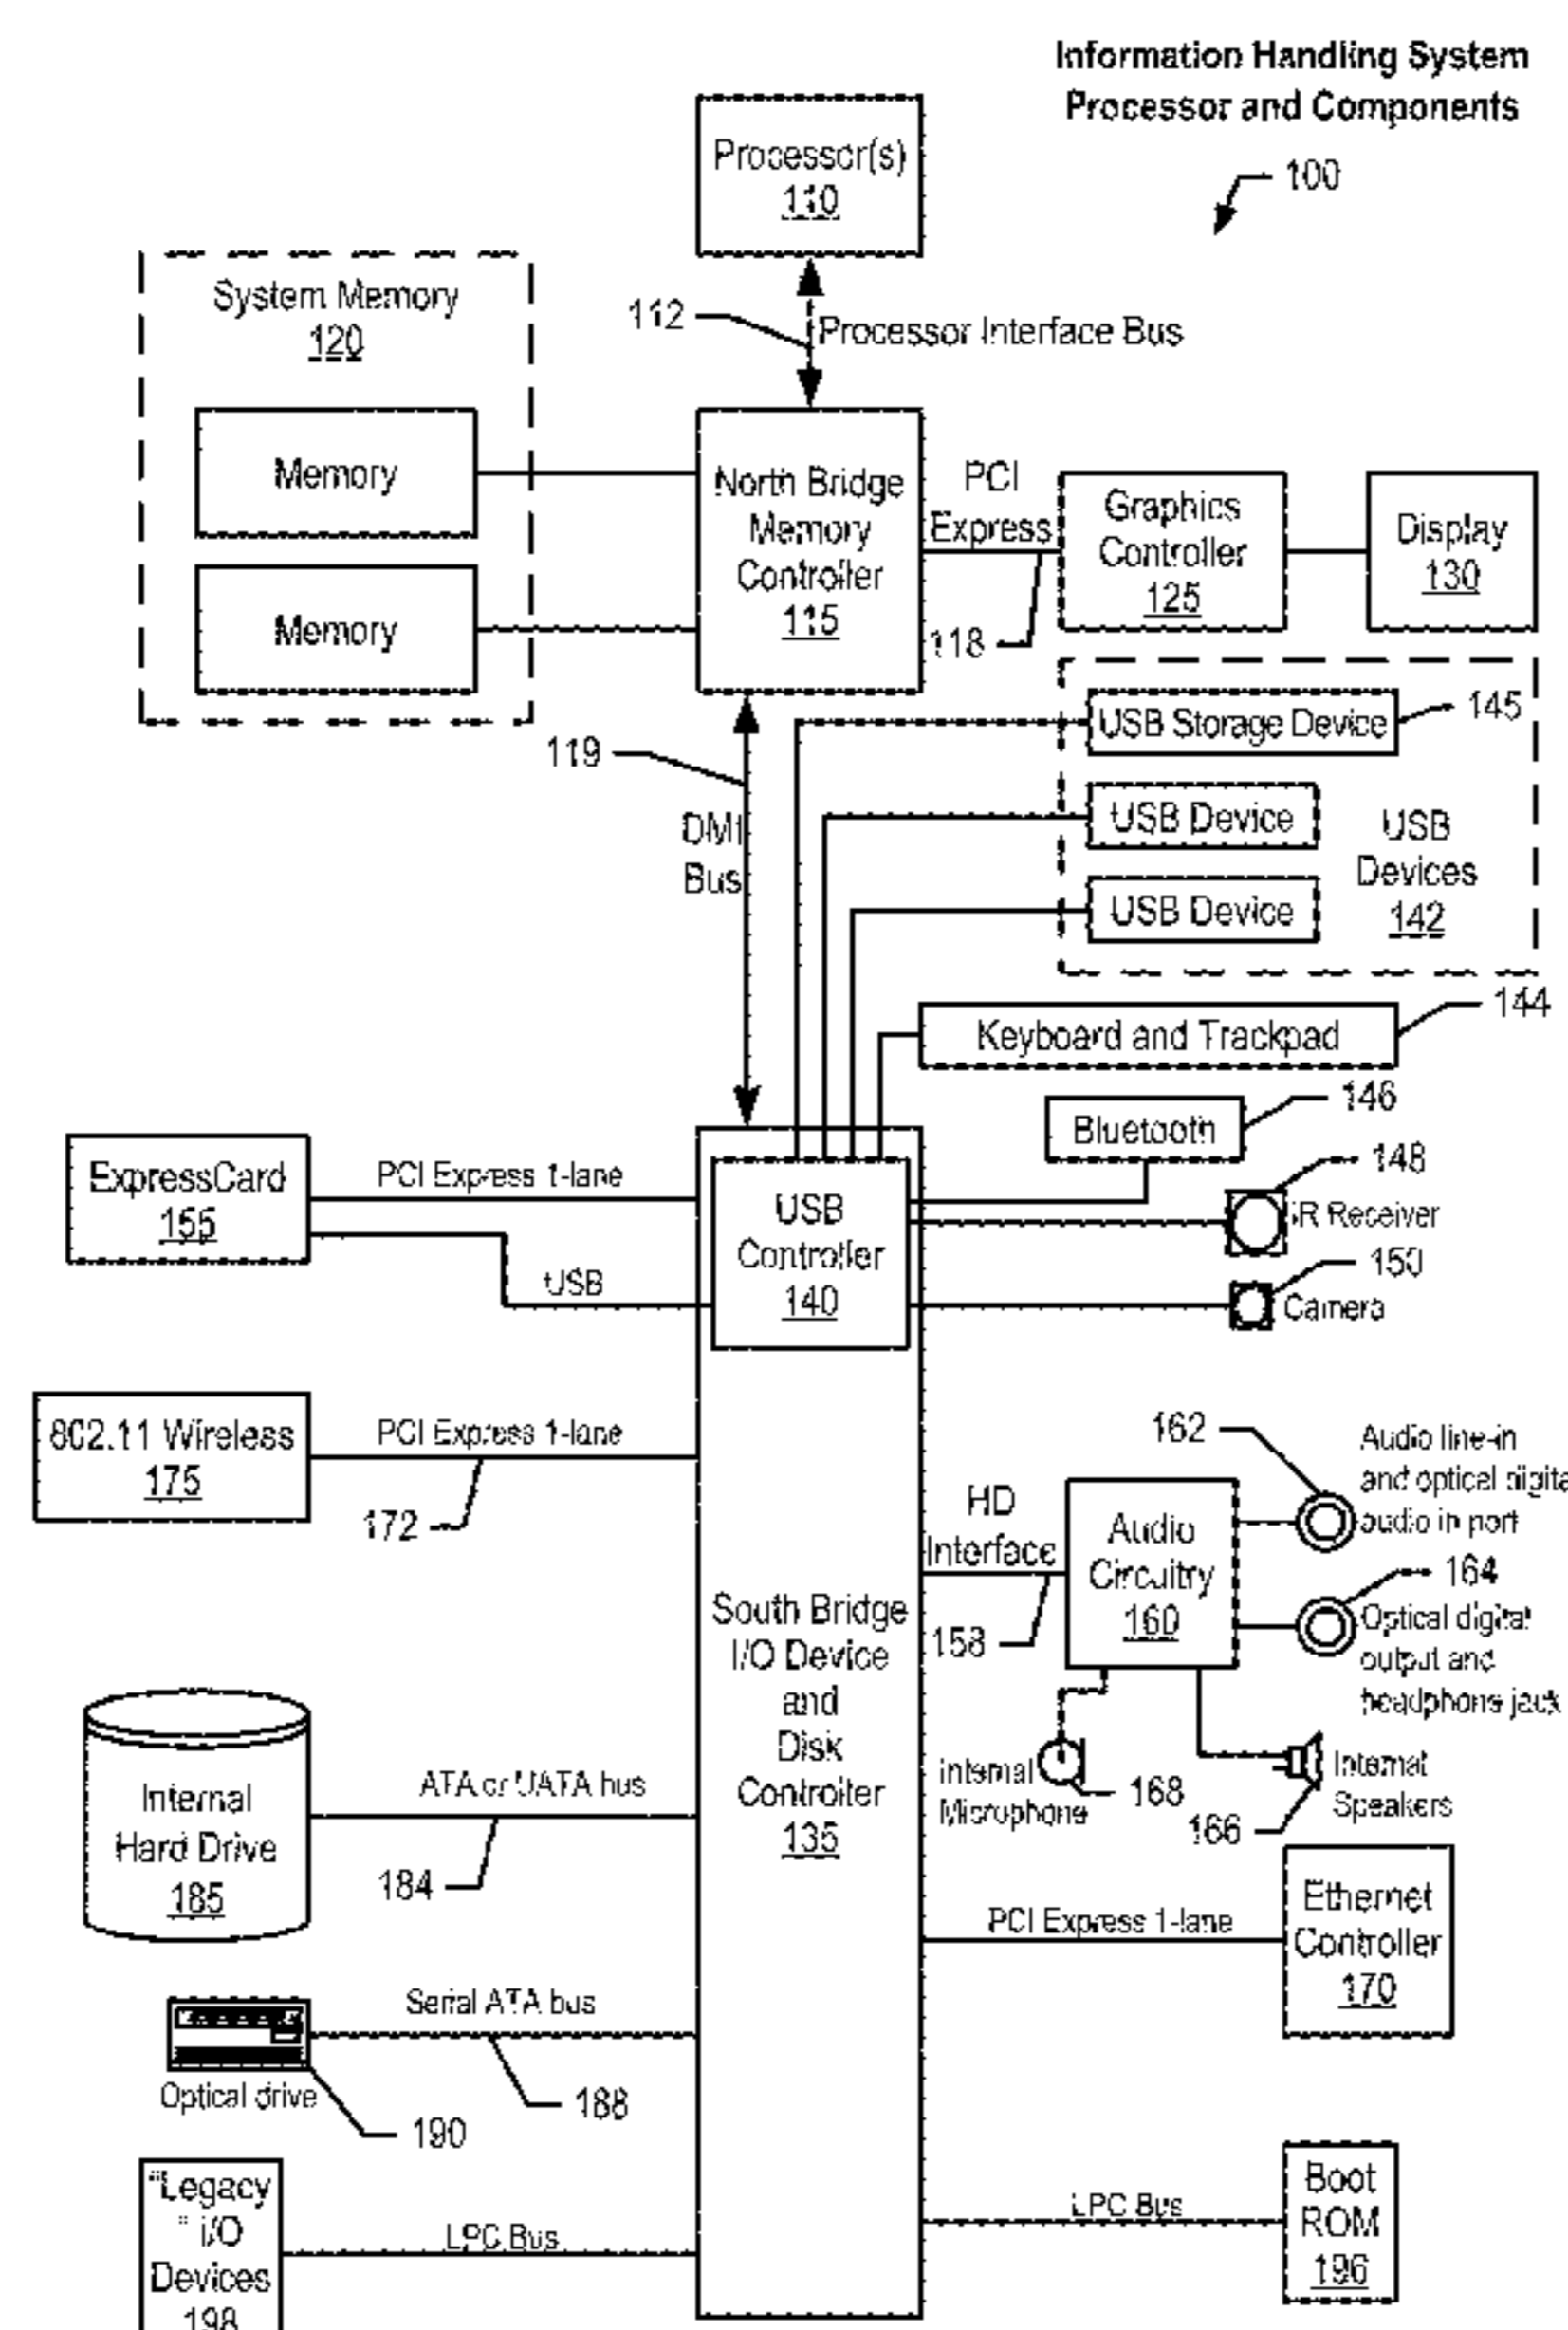 Information Handling System
Processor and Components
100
Processor(s)
110
System Memory
120
112
Processor Interface Bus
Memory
Memory
North Bridge
Memory
Controller
115
PCI
Express
118
Graphics
Controller
125
Display
130
119
DMI
Bus
USB Storage Device
145
USB Device
USB Device
USB
Devices
142
Keyboard and Trackpad
144
Bluetooth
146
148
IR Receiver
150
Camera
ExpressCard
155
PCI Express 1-lane
USB
USB
Controller
140
802.11 Wireless
175
PCI Express 1-lane
172
162
Audio line-in
and optical digital
audio in port
HD
Interface
158
Audio
Circuitry
160
164
Optical digital
output and
headphone jack
South Bridge
I/O Device
and
Disk
Controller
135
Internal
Microphone
168
166
Internal
Speakers
Internal
Hard Drive
185
ATA or UATA bus
184
Ethernet
Controller
170
PCI Express 1-lane
Serial ATA bus
188
Optical drive
190
"Legacy
" I/O
Devices
198
LPC Bus
LPC Bus
Boot
ROM
196